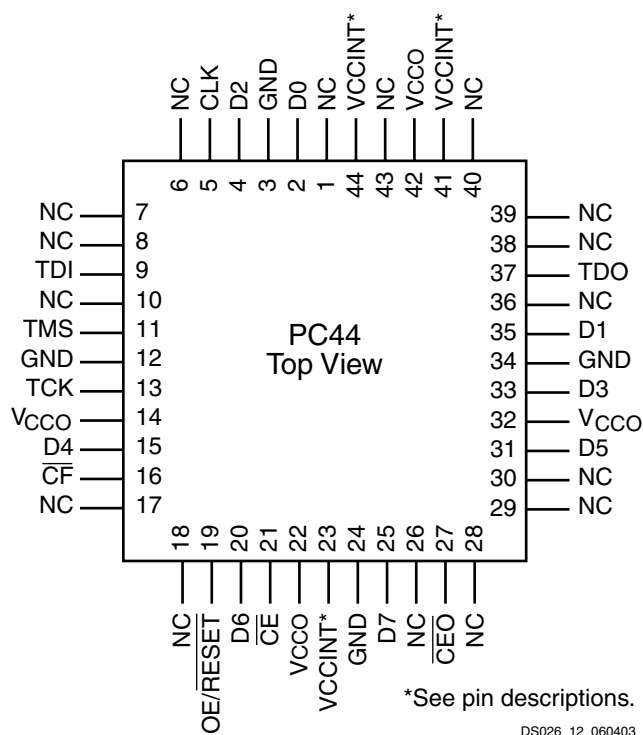 NC CLK D2 GND D0 NC VCCINT* NC VCCO VCCINT* NC
6 5 4 3 2 1 44 43 42 41 40
NC 7 39 NC
NC 8 38 NC
TDI 9 37 TDO
NC 10 36 NC
TMS 11 35 D1
GND 12 34 GND
TCK 13 33 D3
VCCO 14 32 VCCO
D4 15 31 D5
CF 16 30 NC
NC 17 29 NC
PC44
Top View
18 19 20 21 22 23 24 25 26 27 28
NC OE/RESET D6 CE VCCO VCCINT* GND D7 NC CEO NC
*See pin descriptions.
DS026_12_060403